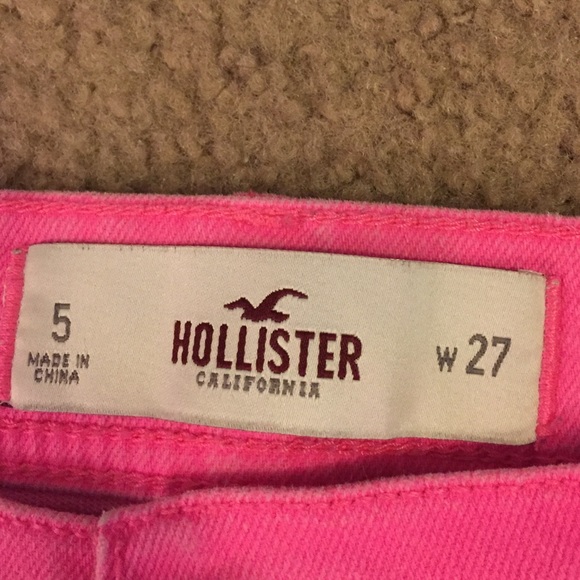 5
MADE IN
CHINA
HOLLISTER
CALIFORNIA
W 27